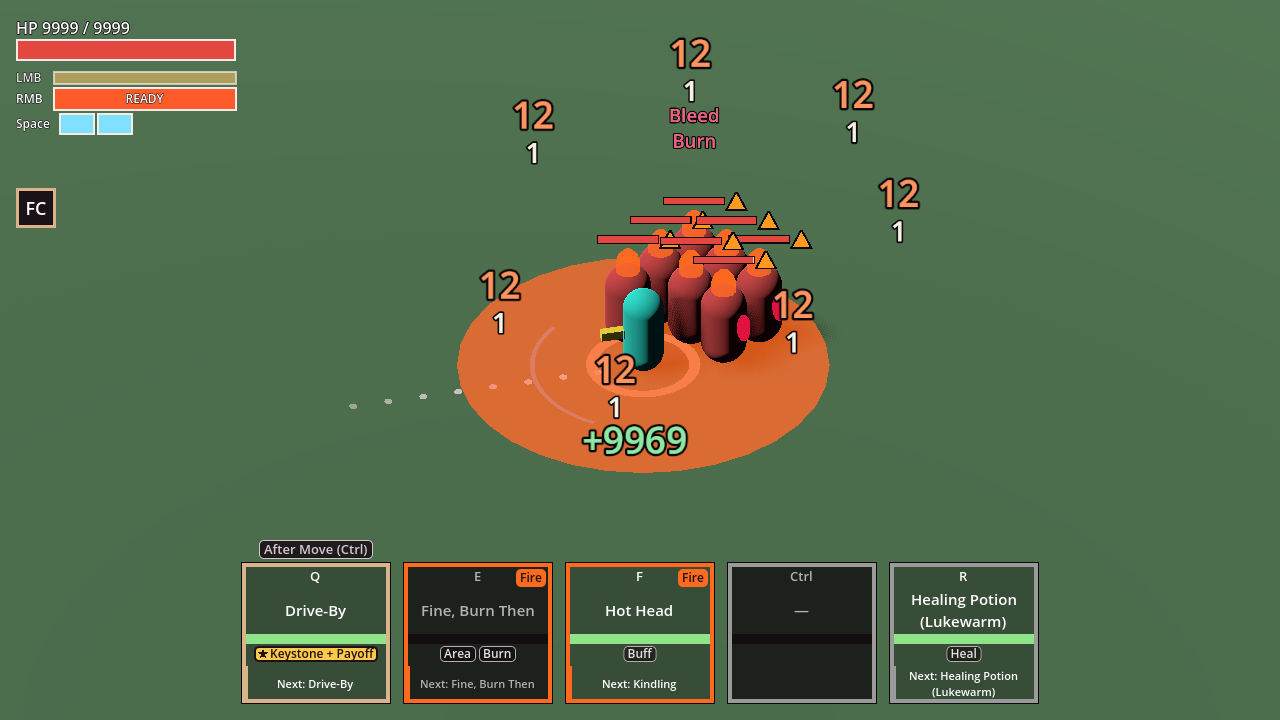 HP 9999 / 9999
LMB
RMB READY
Space
FC
12
1
Bleed
Burn
12
1
12
1
12
1
12
1
12
1
12
1
+9969
After Move (Ctrl)
Q
Drive-By
★ Keystone + Payoff
Next: Drive-By
E Fire
Fine, Burn Then
Area Burn
Next: Fine, Burn Then
F Fire
Hot Head
Buff
Next: Kindling
Ctrl
—
R
Healing Potion
(Lukewarm)
Heal
Next: Healing Potion
(Lukewarm)